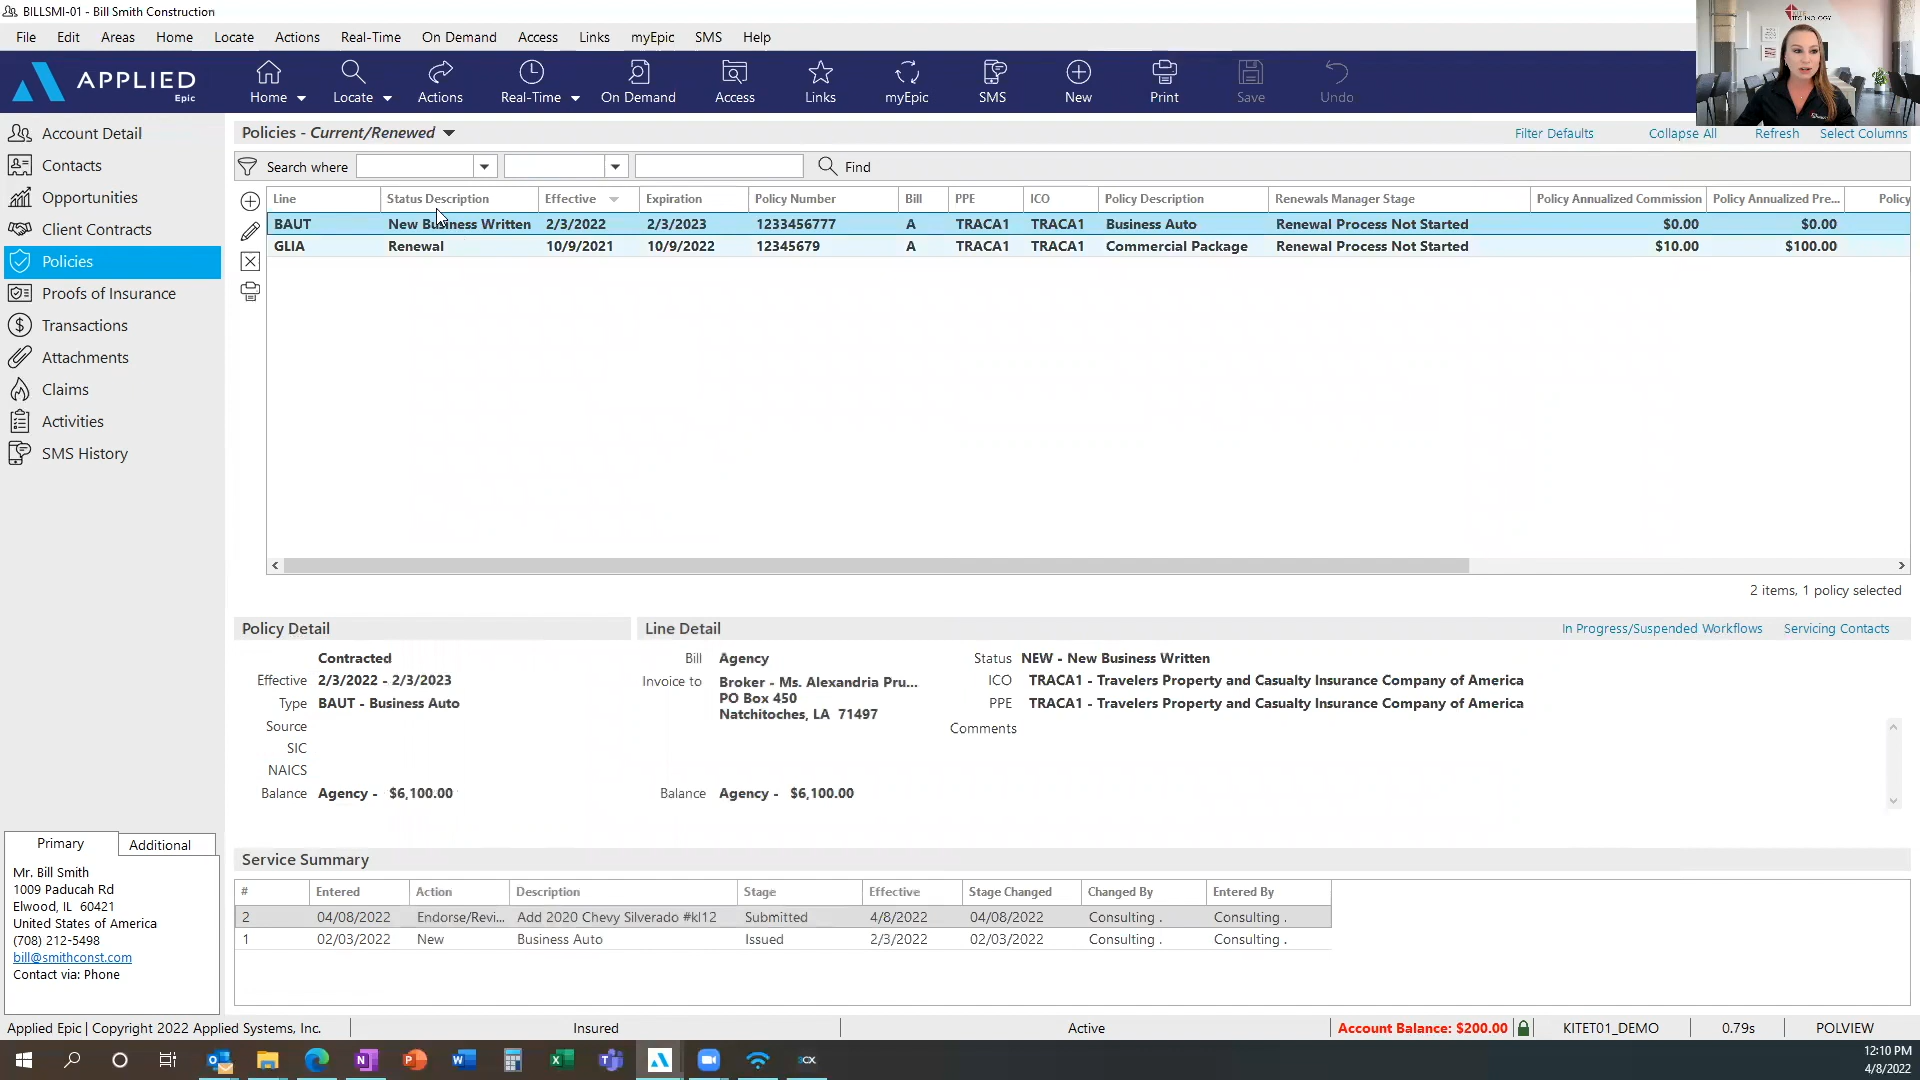 BILLSMI-01 - Bill Smith Construction
File Edit Areas Home Locate Actions Real-Time On Demand Access Links myEpic SMS Help
APPLIED Epic
Home Locate Actions Real-Time On Demand Access Links myEpic SMS New Print Save Undo
Account Detail
Contacts
Opportunities
Client Contracts
Policies
Proofs of Insurance
Transactions
Attachments
Claims
Activities
SMS History
Policies - Current/Renewed
Filter Defaults Collapse All Refresh Select Columns
Search where Find
Line Status Description Effective Expiration Policy Number Bill PPE ICO Policy Description Renewals Manager Stage Policy Annualized Commission Policy Annualized Pre... Policy
BAUT New Business Written 2/3/2022 2/3/2023 1233456777 A TRACA1 TRACA1 Business Auto Renewal Process Not Started $0.00 $0.00
GLIA Renewal 10/9/2021 10/9/2022 12345679 A TRACA1 TRACA1 Commercial Package Renewal Process Not Started $10.00 $100.00
2 items, 1 policy selected
Policy Detail
Contracted
Effective 2/3/2022 - 2/3/2023
Type BAUT - Business Auto
Source
SIC
NAICS
Balance Agency - $6,100.00
Line Detail In Progress/Suspended Workflows Servicing Contacts
Bill Agency
Invoice to Broker - Ms. Alexandria Pru...
PO Box 450
Natchitoches, LA 71497
Balance Agency - $6,100.00
Status NEW - New Business Written
ICO TRACA1 - Travelers Property and Casualty Insurance Company of America
PPE TRACA1 - Travelers Property and Casualty Insurance Company of America
Comments
Service Summary
# Entered Action Description Stage Effective Stage Changed Changed By Entered By
2 04/08/2022 Endorse/Revi... Add 2020 Chevy Silverado #kl12 Submitted 4/8/2022 04/08/2022 Consulting . Consulting .
1 02/03/2022 New Business Auto Issued 2/3/2022 02/03/2022 Consulting . Consulting .
Primary Additional
Mr. Bill Smith
1009 Paducah Rd
Elwood, IL 60421
United States of America
(708) 212-5498
bill@smithconst.com
Contact via: Phone
Applied Epic | Copyright 2022 Applied Systems, Inc. Insured Active Account Balance: $200.00 KITET01_DEMO 0.79s POLVIEW
12:10 PM
4/8/2022